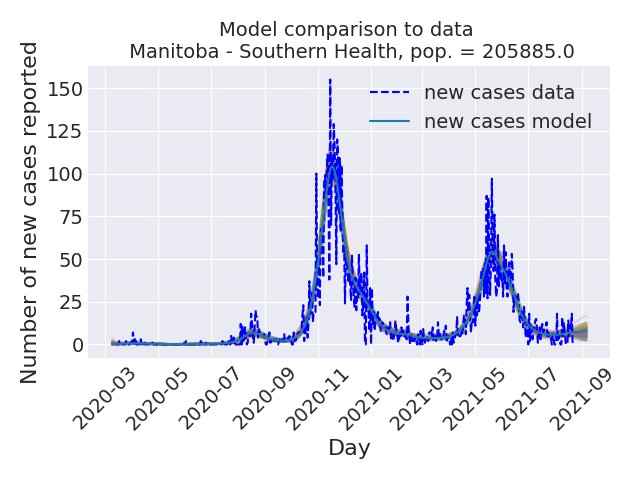 Model comparison to data
Manitoba - Southern Health, pop. = 205885.0
Number of new cases reported
150
125
100
75
50
25
0
new cases data
new cases model
2020-03
2020-05
2020-07
2020-09
2020-11
2021-01
2021-03
2021-05
2021-07
2021-09
Day